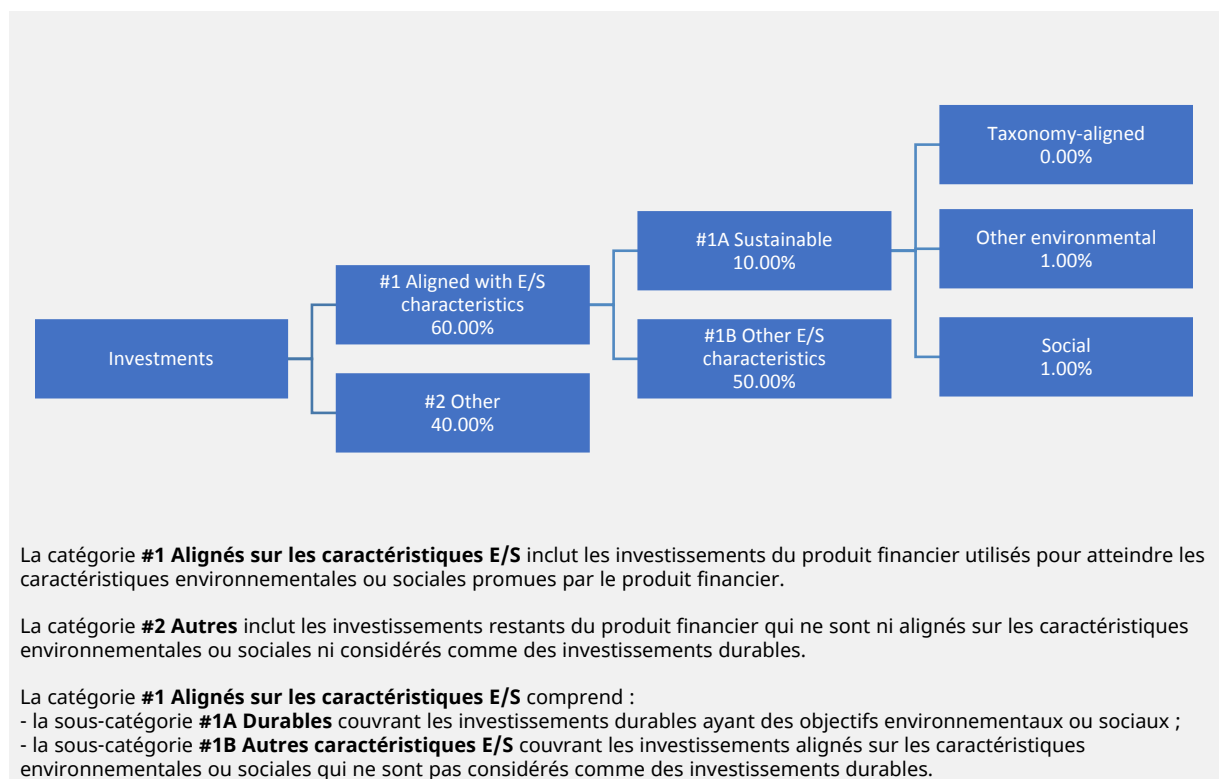 Investments
#1 Aligned with E/S
characteristics
60.00%
#2 Other
40.00%
#1A Sustainable
10.00%
#1B Other E/S
characteristics
50.00%
Taxonomy-aligned
0.00%
Other environmental
1.00%
Social
1.00%
La catégorie #1 Alignés sur les caractéristiques E/S inclut les investissements du produit financier utilisés pour atteindre les
caractéristiques environnementales ou sociales promues par le produit financier.
La catégorie #2 Autres inclut les investissements restants du produit financier qui ne sont ni alignés sur les caractéristiques
environnementales ou sociales ni considérés comme des investissements durables.
La catégorie #1 Alignés sur les caractéristiques E/S comprend :
- la sous-catégorie #1A Durables couvrant les investissements durables ayant des objectifs environnementaux ou sociaux ;
- la sous-catégorie #1B Autres caractéristiques E/S couvrant les investissements alignés sur les caractéristiques
environnementales ou sociales qui ne sont pas considérés comme des investissements durables.